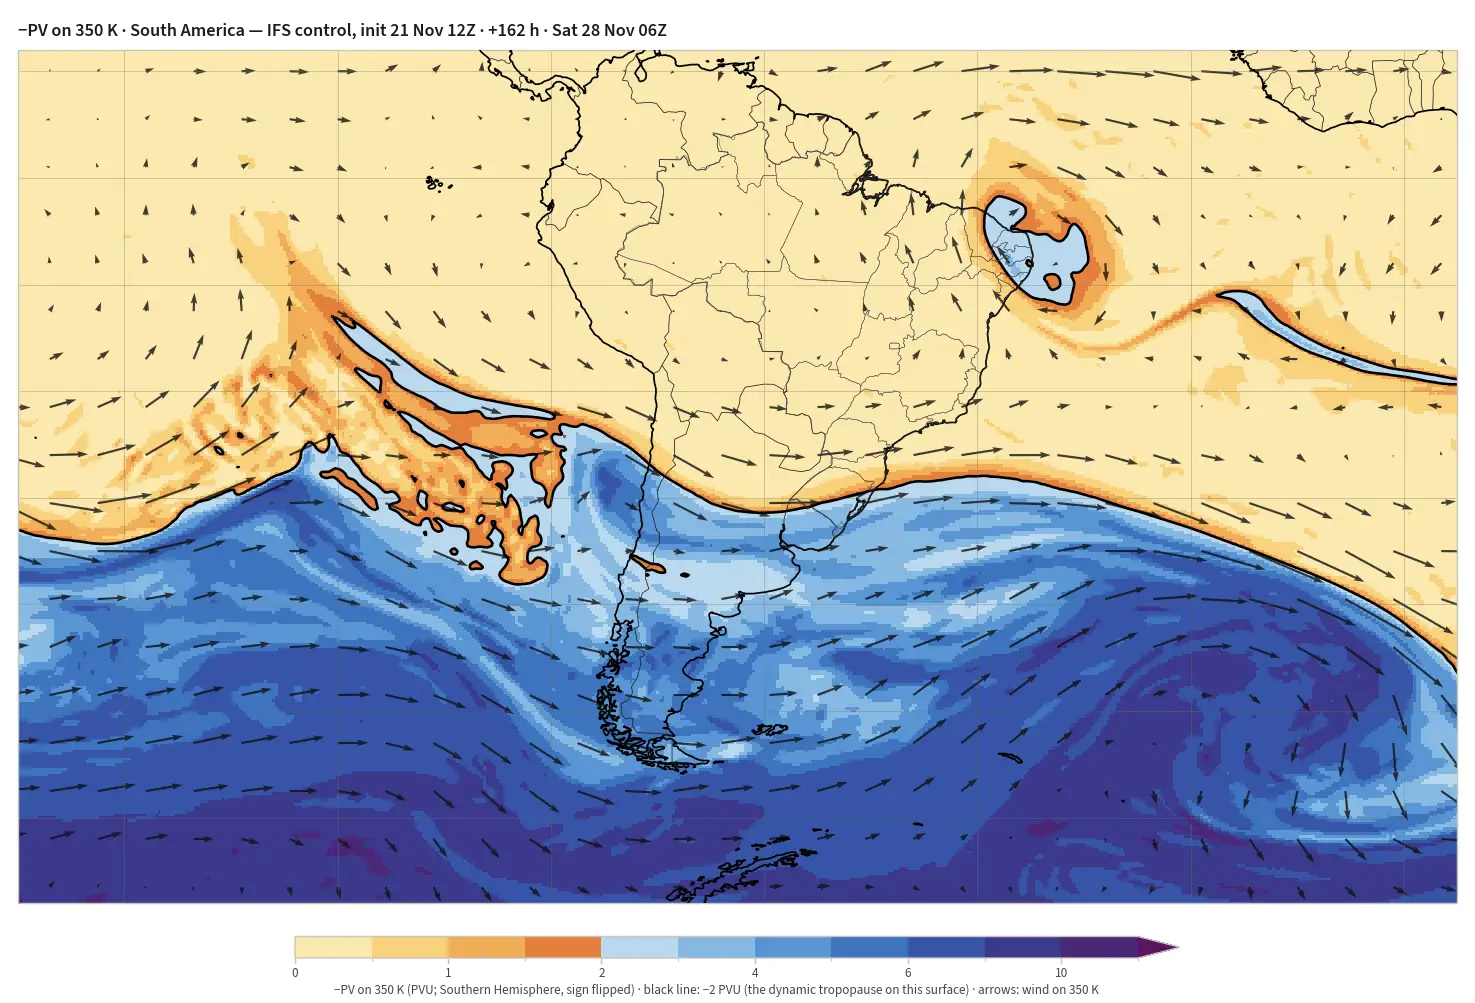 −PV on 350 K · South America — IFS control, init 21 Nov 12Z · +162 h · Sat 28 Nov 06Z
0 1 2 4 6 10
−PV on 350 K (PVU; Southern Hemisphere, sign flipped) · black line: −2 PVU (the dynamic tropopause on this surface) · arrows: wind on 350 K